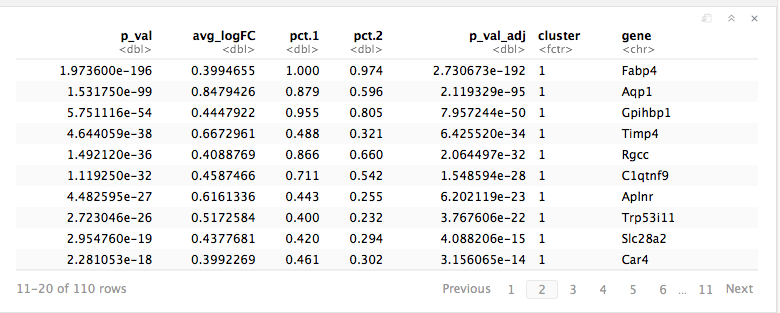 p_val avg_logFC pct.1 pct.2 p_val_adj cluster gene
<dbl> <dbl> <dbl> <dbl> <dbl> <fctr> <chr>
1.973600e-196 0.3994655 1.000 0.974 2.730673e-192 1 Fabp4
1.531750e-99 0.8479426 0.879 0.596 2.119329e-95 1 Aqp1
5.751116e-54 0.4447922 0.955 0.805 7.957244e-50 1 Gpihbp1
4.644059e-38 0.6672961 0.488 0.321 6.425520e-34 1 Timp4
1.492120e-36 0.4088769 0.866 0.660 2.064497e-32 1 Rgcc
1.119250e-32 0.4587466 0.711 0.542 1.548594e-28 1 C1qtnf9
4.482595e-27 0.6161336 0.443 0.255 6.202119e-23 1 Aplnr
2.723046e-26 0.5172584 0.400 0.232 3.767606e-22 1 Trp53i11
2.954760e-19 0.4377681 0.420 0.294 4.088206e-15 1 Slc28a2
2.281053e-18 0.3992269 0.461 0.302 3.156065e-14 1 Car4
11-20 of 110 rows Previous 1 2 3 4 5 6 ... 11 Next